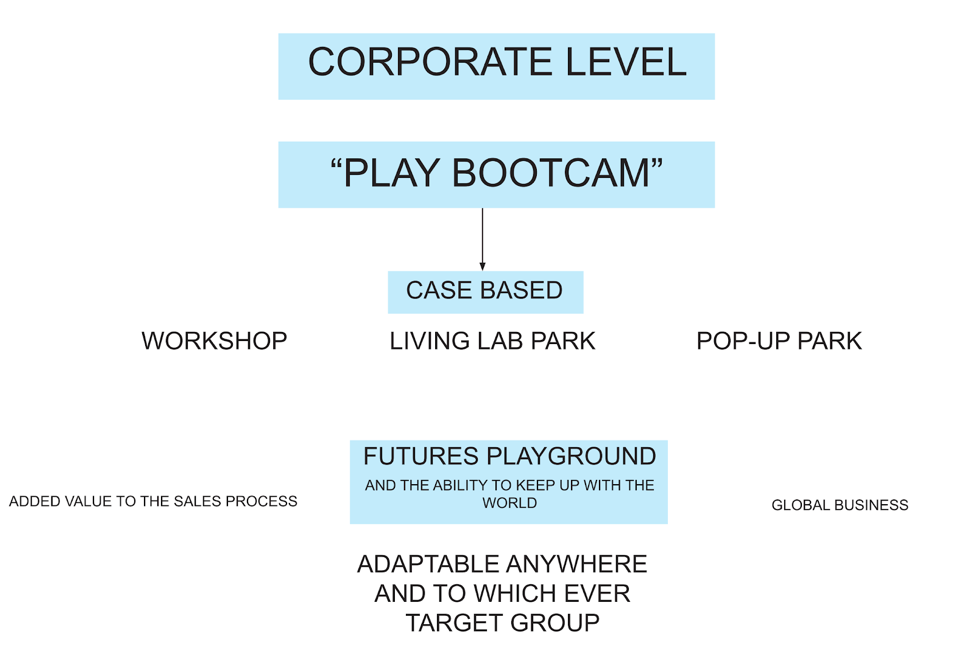 CORPORATE LEVEL
“PLAY BOOTCAM”
CASE BASED
WORKSHOP
LIVING LAB PARK
POP-UP PARK
FUTURES PLAYGROUND
AND THE ABILITY TO KEEP UP WITH THE
WORLD
ADDED VALUE TO THE SALES PROCESS
GLOBAL BUSINESS
ADAPTABLE ANYWHERE
AND TO WHICH EVER
TARGET GROUP